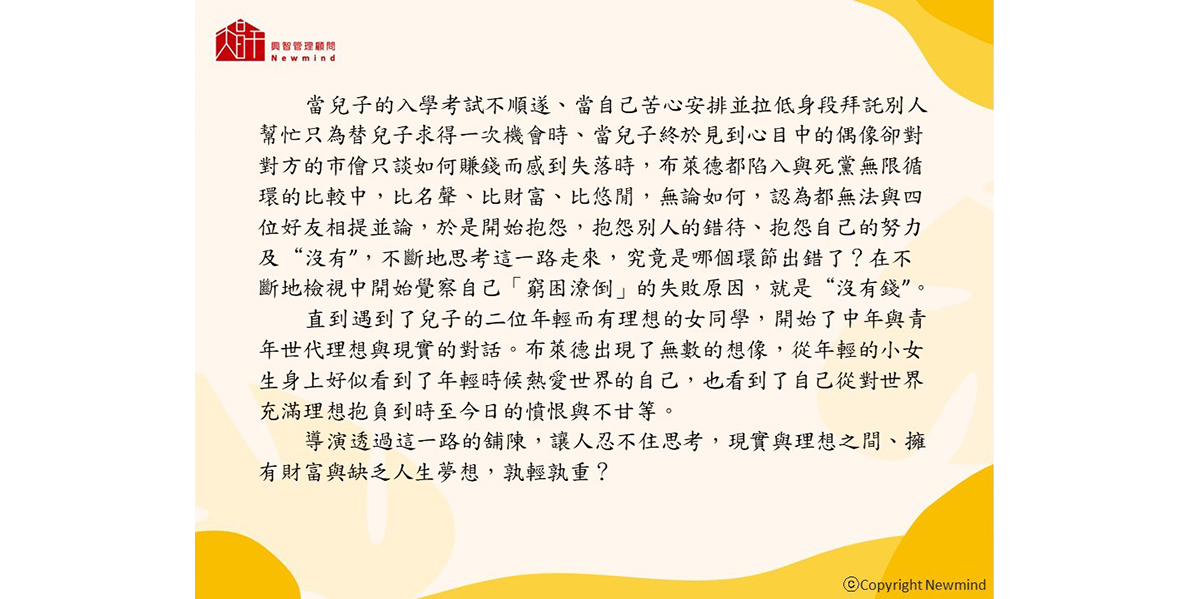 興智管理顧問
Newmind
當兒子的入學考試不順遂、當自己苦心安排並拉低身段拜託別人
幫忙只為替兒子求得一次機會時、當兒子終於見到心目中的偶像卻對
對方的市儈只談如何賺錢而感到失落時，布萊德都陷入與死黨無限循
環的比較中，比名聲、比財富、比悠閒，無論如何，認為都無法與四
位好友相提並論，於是開始抱怨，抱怨別人的錯待、抱怨自己的努力
及“沒有”，不斷地思考這一路走來，究竟是哪個環節出錯了？在不
斷地檢視中開始覺察自己「窮困潦倒」的失敗原因，就是“沒有錢”。
直到遇到了兒子的二位年輕而有理想的女同學，開始了中年與青
年世代理想與現實的對話。布萊德出現了無數的想像，從年輕的小女
生身上好似看到了年輕時候熱愛世界的自己，也看到了自己從對世界
充滿理想抱負到時至今日的憤恨與不甘等。
導演透過這一路的舖陳，讓人忍不住思考，現實與理想之間、擁
有財富與缺乏人生夢想，孰輕孰重？
ⓒCopyright Newmind